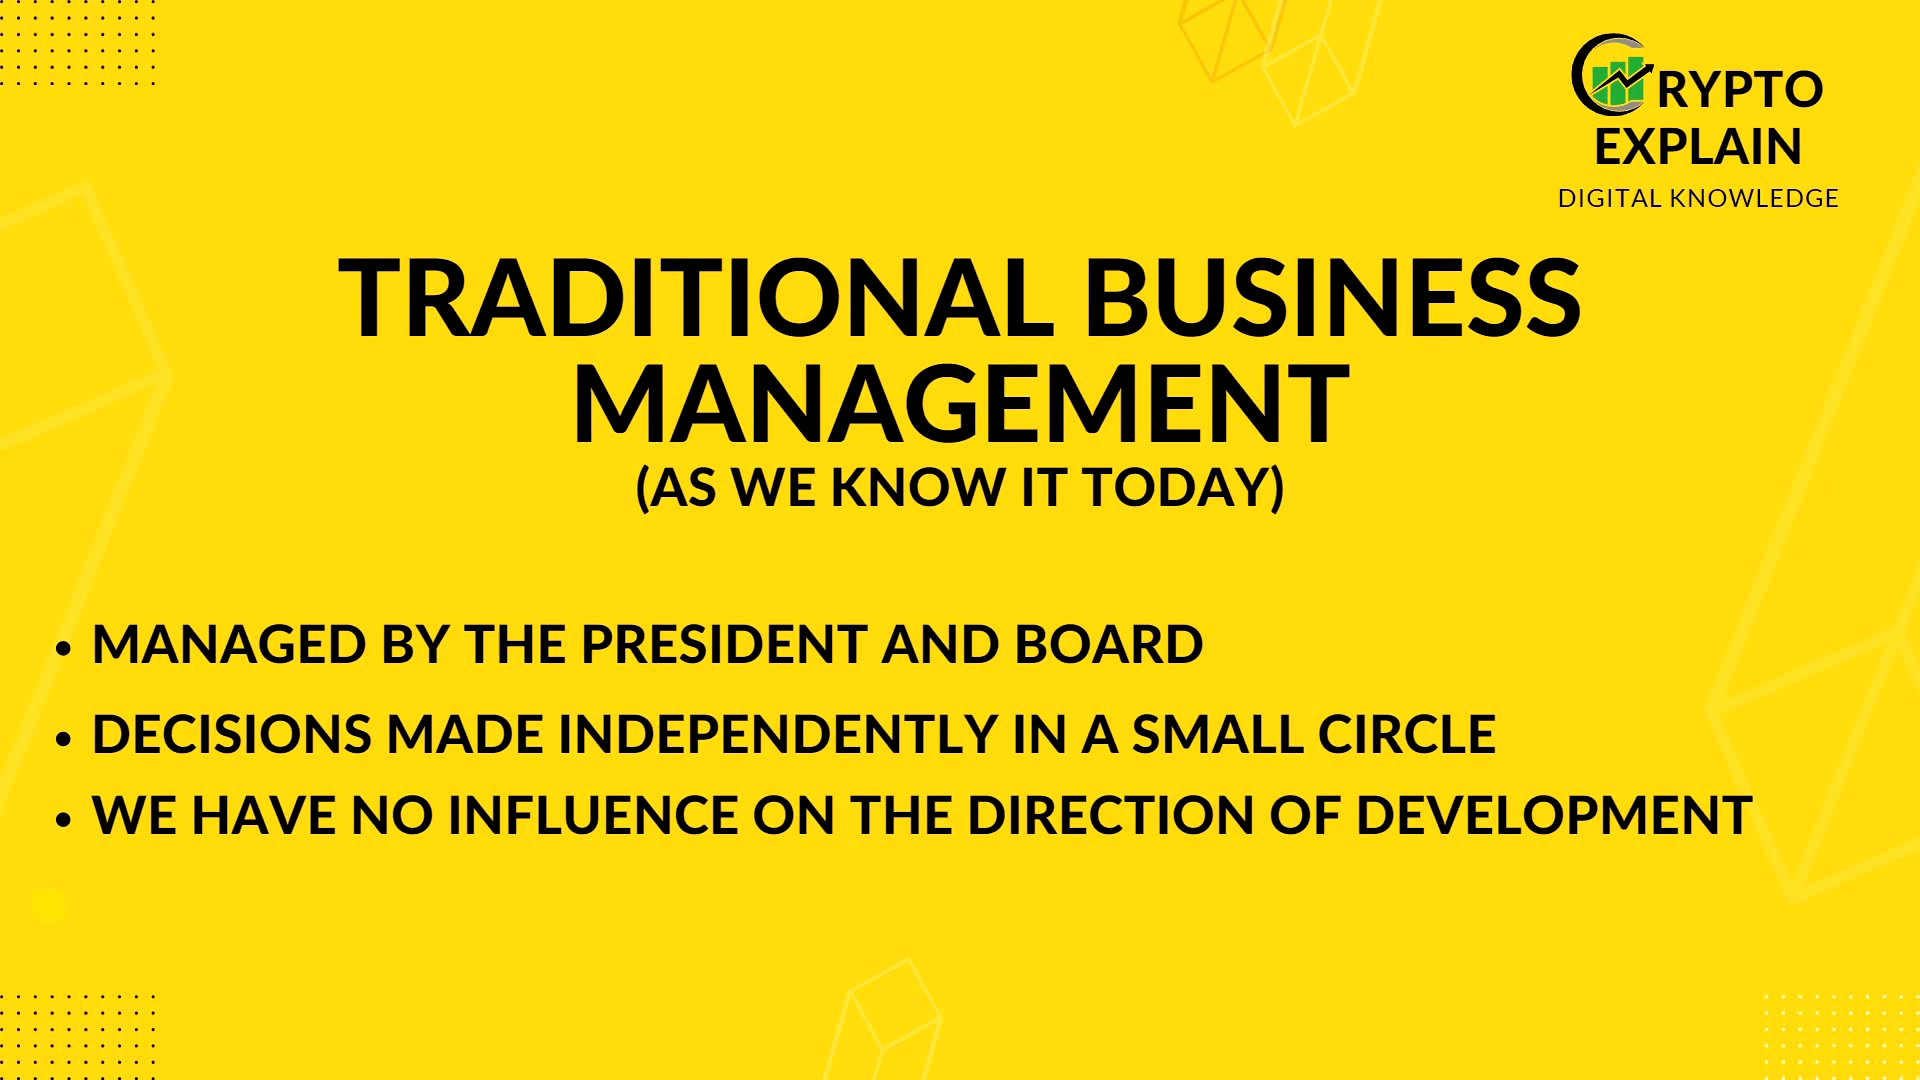 CRYPTO
EXPLAIN
DIGITAL KNOWLEDGE
TRADITIONAL BUSINESS
MANAGEMENT
(AS WE KNOW IT TODAY)
• MANAGED BY THE PRESIDENT AND BOARD
• DECISIONS MADE INDEPENDENTLY IN A SMALL CIRCLE
• WE HAVE NO INFLUENCE ON THE DIRECTION OF DEVELOPMENT